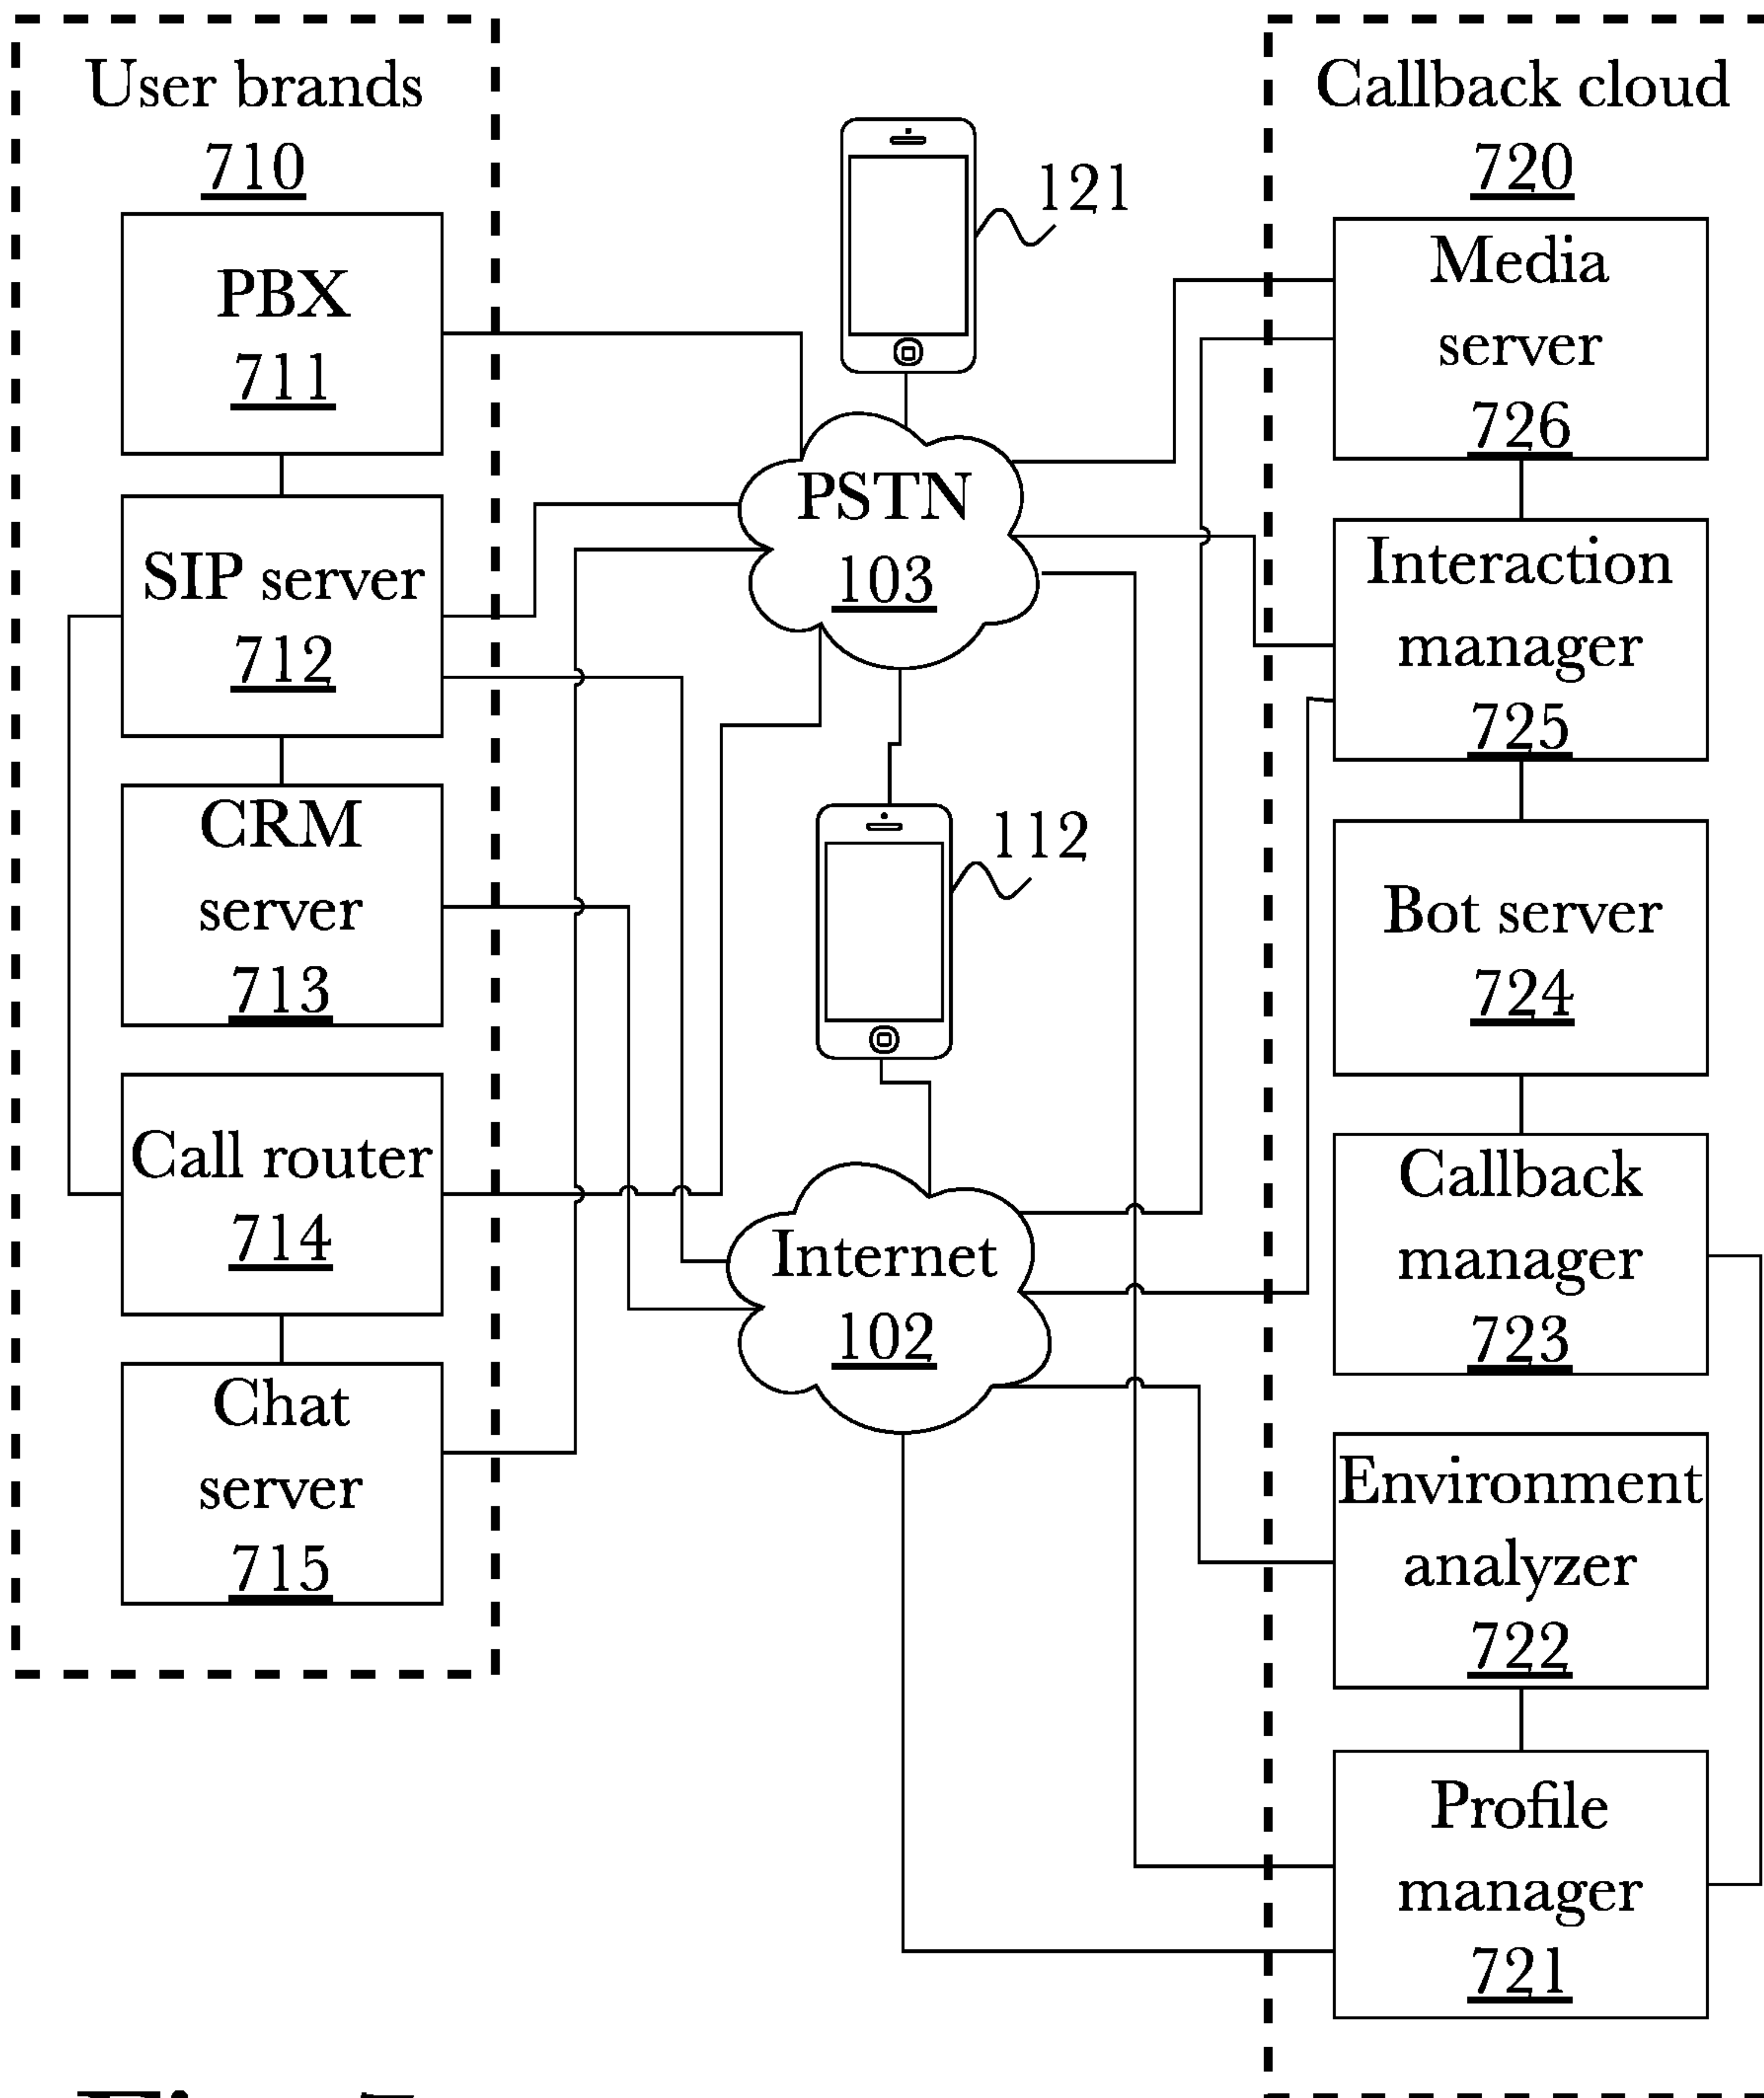 User brands
710
PBX
711
SIP server
712
CRM
server
713
Call router
714
Chat
server
715
121
PSTN
103
112
Internet
102
Callback cloud
720
Media
server
726
Interaction
manager
725
Bot server
724
Callback
manager
723
Environment
analyzer
722
Profile
manager
721